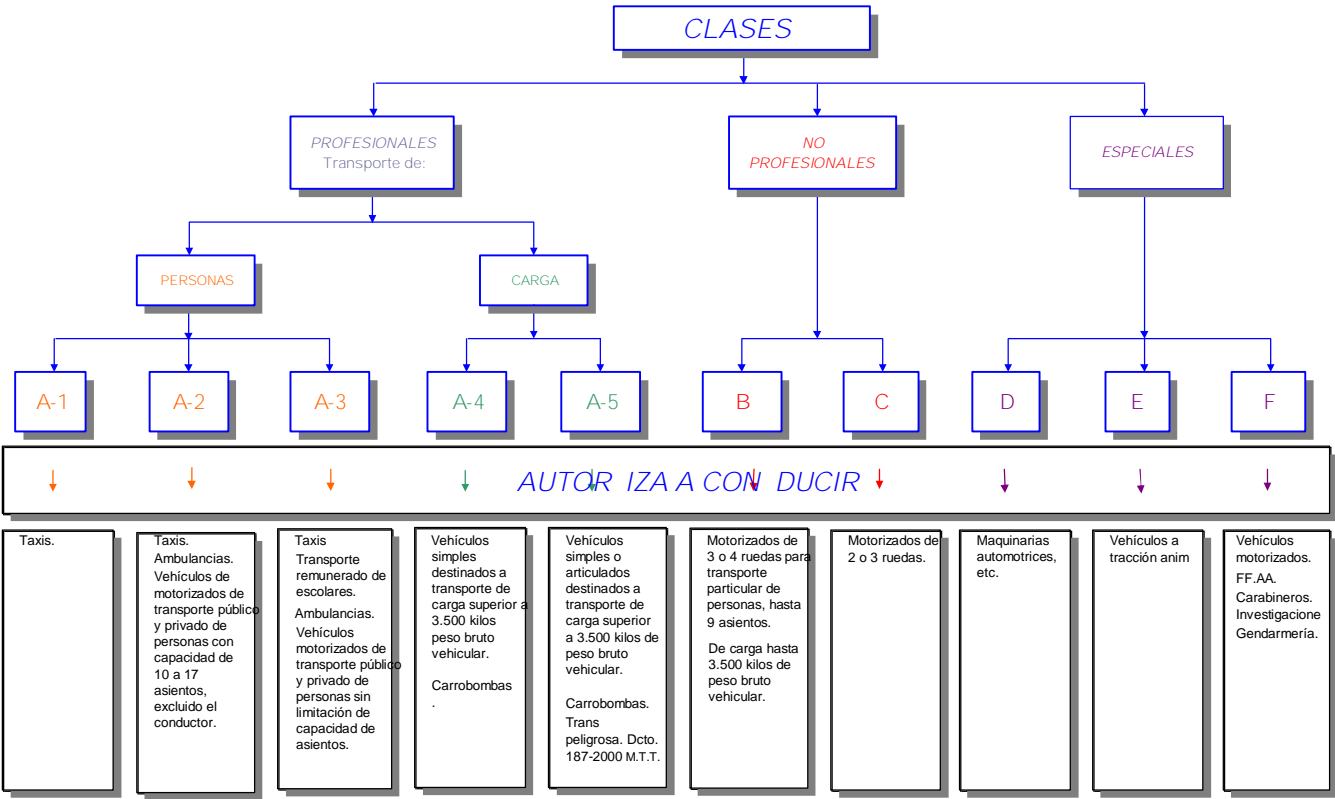 CLASES
PROFESIONALES
Transporte de:
NO
PROFESIONALES
ESPECIALES
PERSONAS
CARGA
A-1
A-2
A-3
A-4
A-5
B
C
D
E
F
AUTOR IZA A CON DUCIR
Taxis.
Taxis.
Ambulancias.
Vehículos de
motorizados de
transporte público
y privado de
personas con
capacidad de
10 a 17
asientos,
excluido el
conductor.
Taxis
Transporte
remunerado de
escolares.
Ambulancias.
Vehículos
motorizados de
transporte público
y privado de
personas sin
limitación de
capacidad de
asientos.
Vehículos
simples
destinados a
transporte de
carga superior a
3.500 kilos
peso bruto
vehicular.
Carrobombas
.
Vehículos
simples o
articulados
destinados a
transporte de
carga superior
a 3.500 kilos de
peso bruto
vehicular.
Carrobombas.
Trans
peligrosa. Dcto.
187-2000 M.T.T.
Motorizados de
3 o 4 ruedas para
transporte
particular de
personas, hasta
9 asientos.
De carga hasta
3.500 kilos de
peso bruto
vehicular.
Motorizados de
2 o 3 ruedas.
Maquinarias
automotrices,
etc.
Vehículos a
tracción anim
Vehículos
motorizados.
FF.AA.
Carabineros.
Investigacione
Gendarmería.